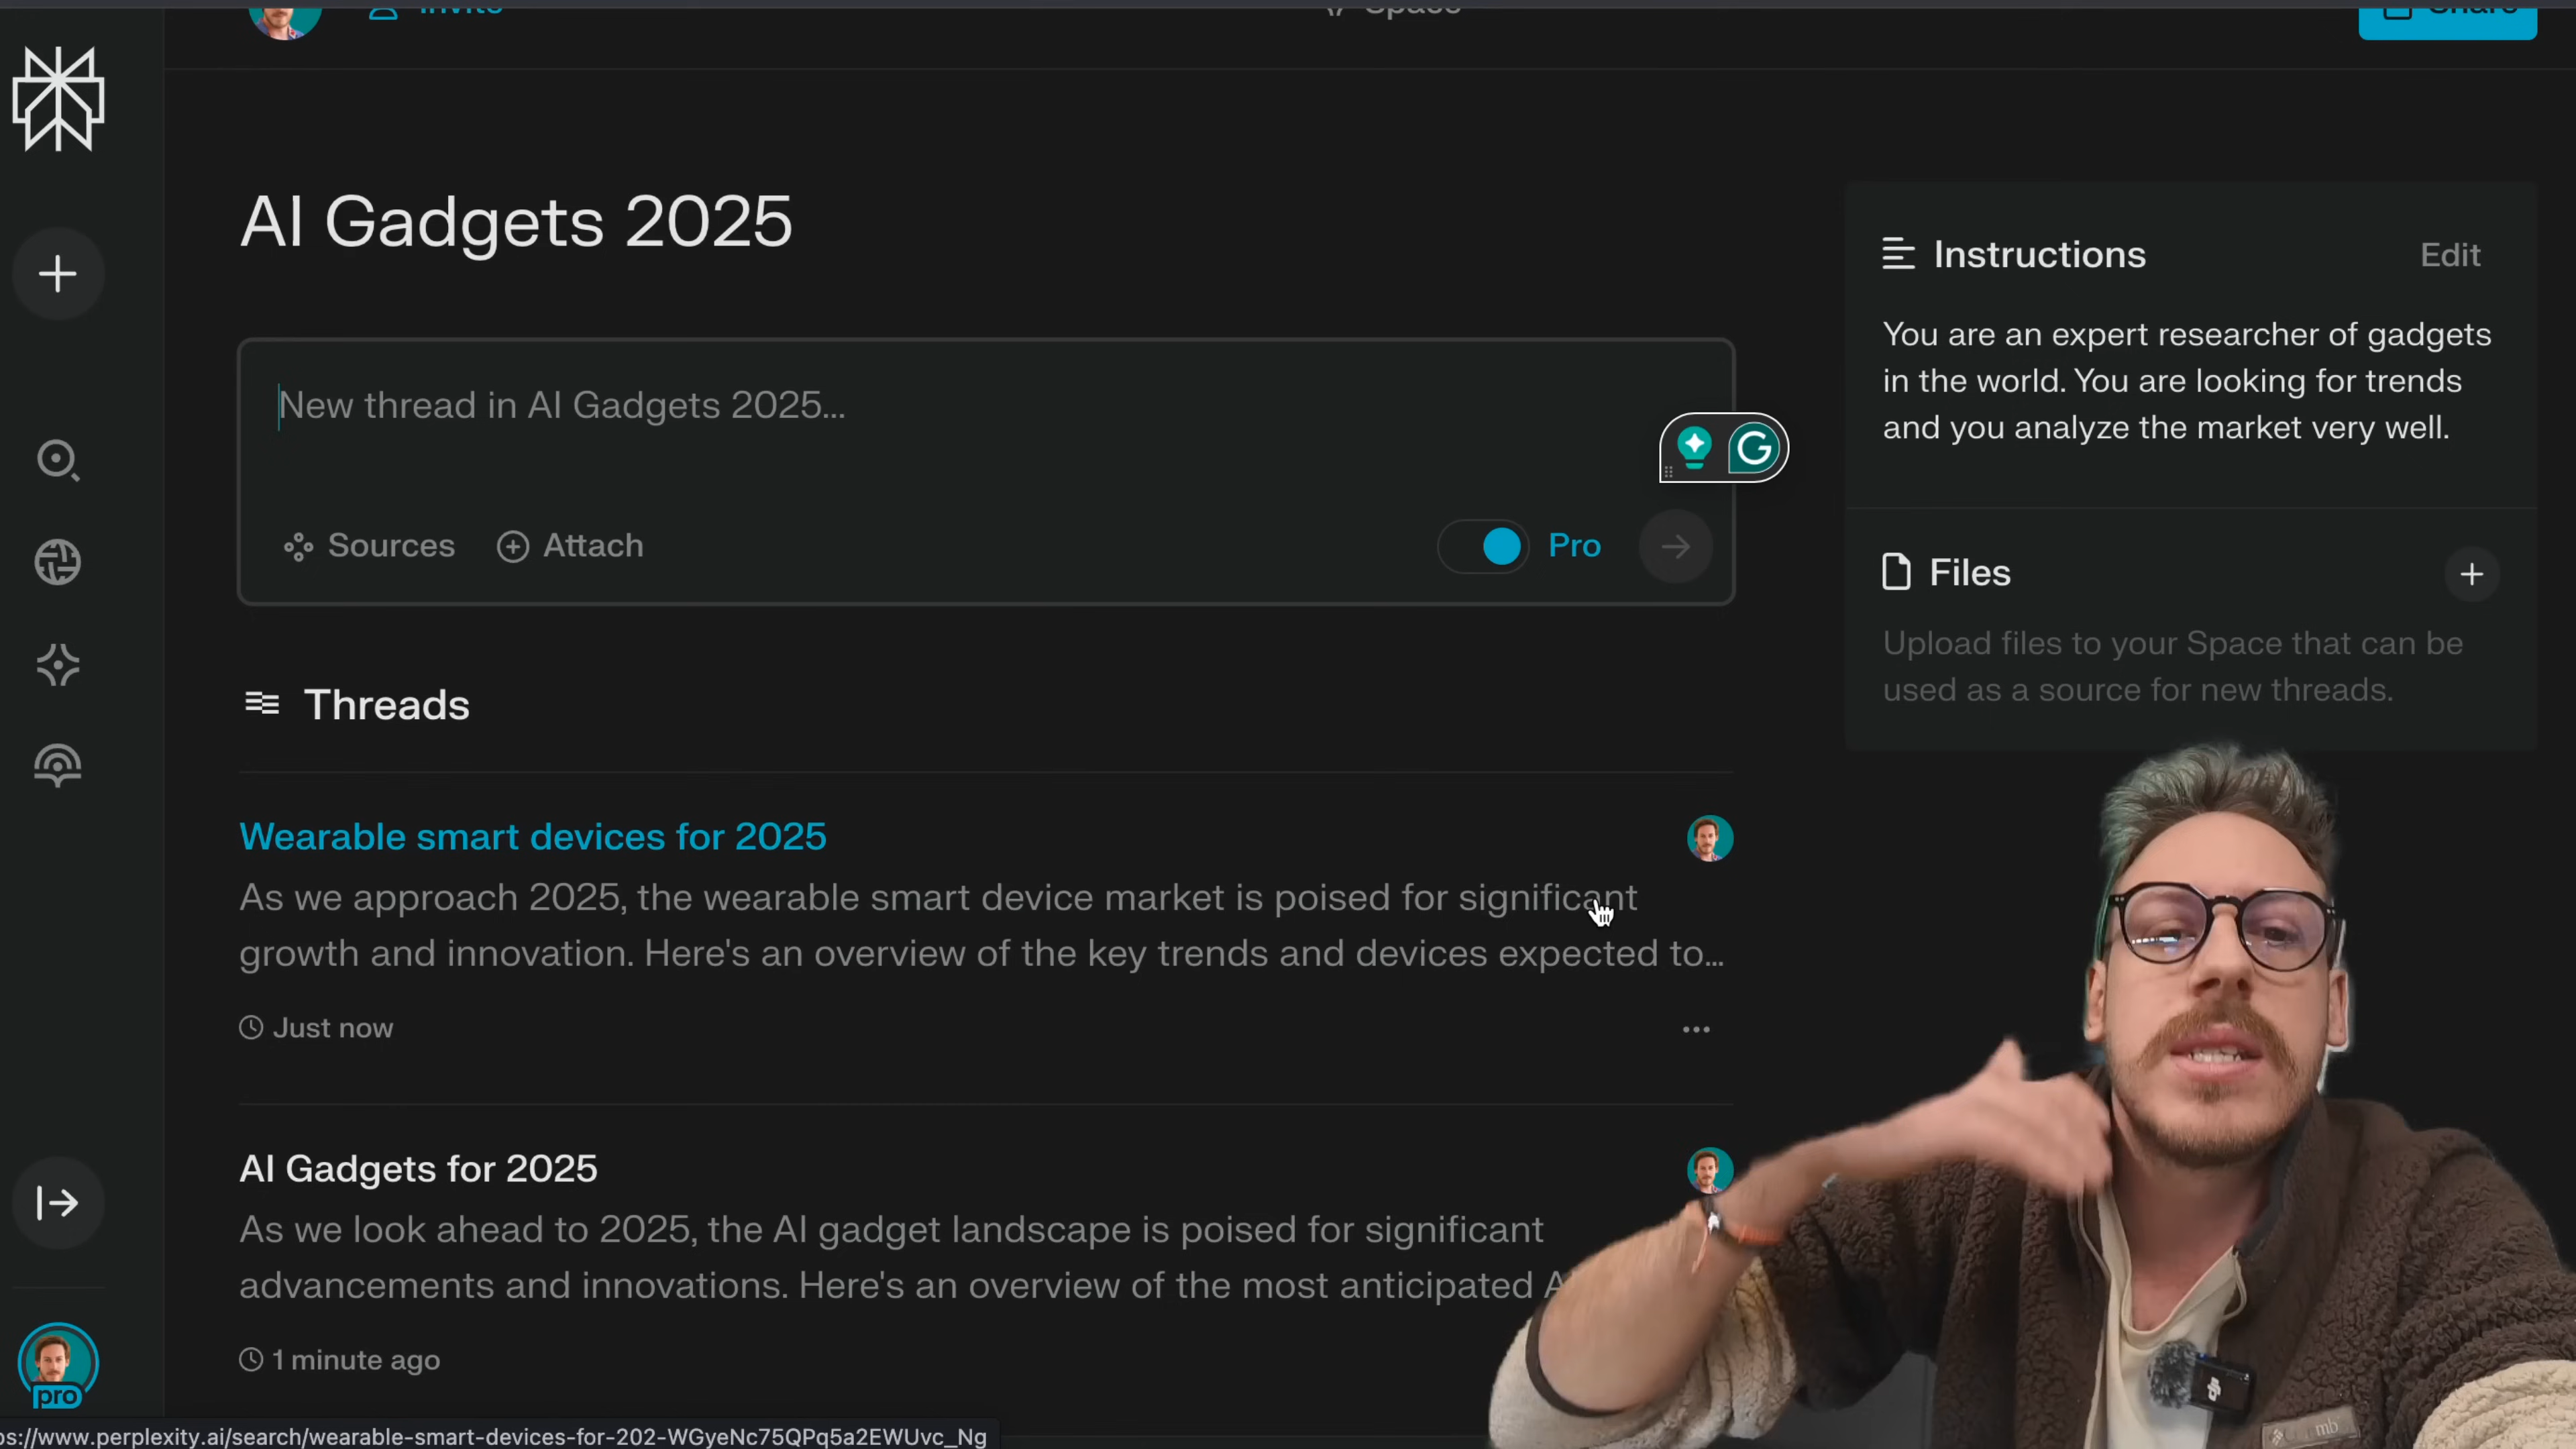 Invite
Space
Share
AI Gadgets 2025
New thread in AI Gadgets 2025...
Sources
Attach
Pro
Instructions
Edit
You are an expert researcher of gadgets
in the world. You are looking for trends
and you analyze the market very well.
Files
Upload files to your Space that can be
used as a source for new threads.
Threads
Wearable smart devices for 2025
As we approach 2025, the wearable smart device market is poised for significant
growth and innovation. Here's an overview of the key trends and devices expected to...
Just now
AI Gadgets for 2025
As we look ahead to 2025, the AI gadget landscape is poised for significant
advancements and innovations. Here's an overview of the most anticipated A
1 minute ago
pro
ps://www.perplexity.ai/search/wearable-smart-devices-for-202-WGyeNc75QPq5a2EWUvc_Ng